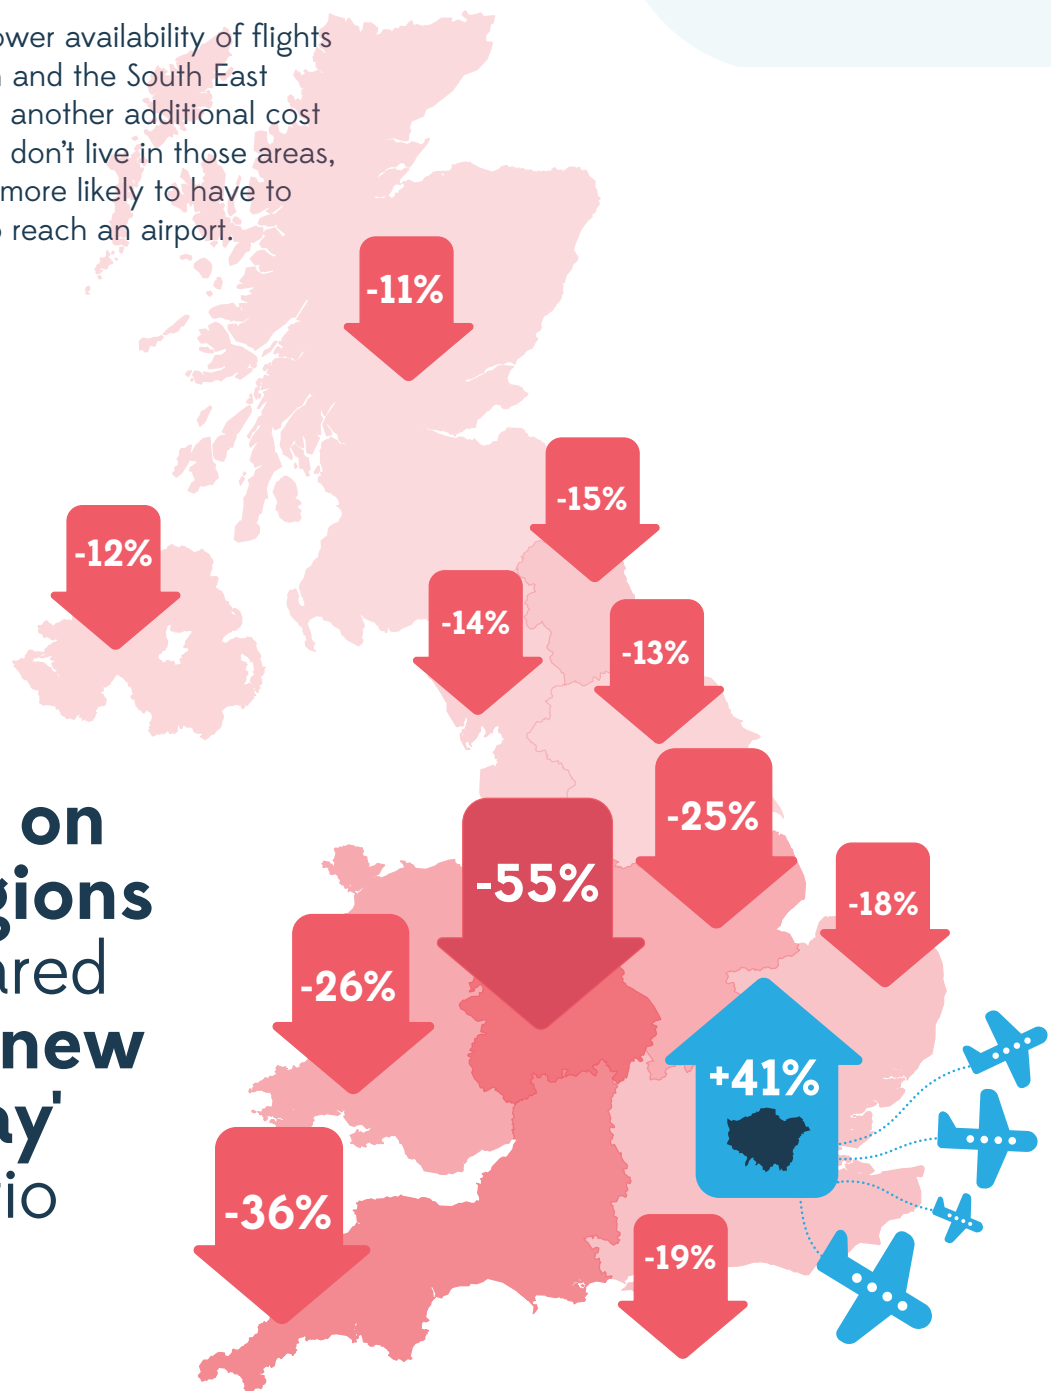 ower availability of flights
and the South East
another additional cost
don't live in those areas,
more likely to have to
reach an airport.
-11%
-15%
-12%
-14%
-13%
-25%
-55%
-18%
-26%
+41%
-36%
-19%
on
gions
ared
new
ay'
io